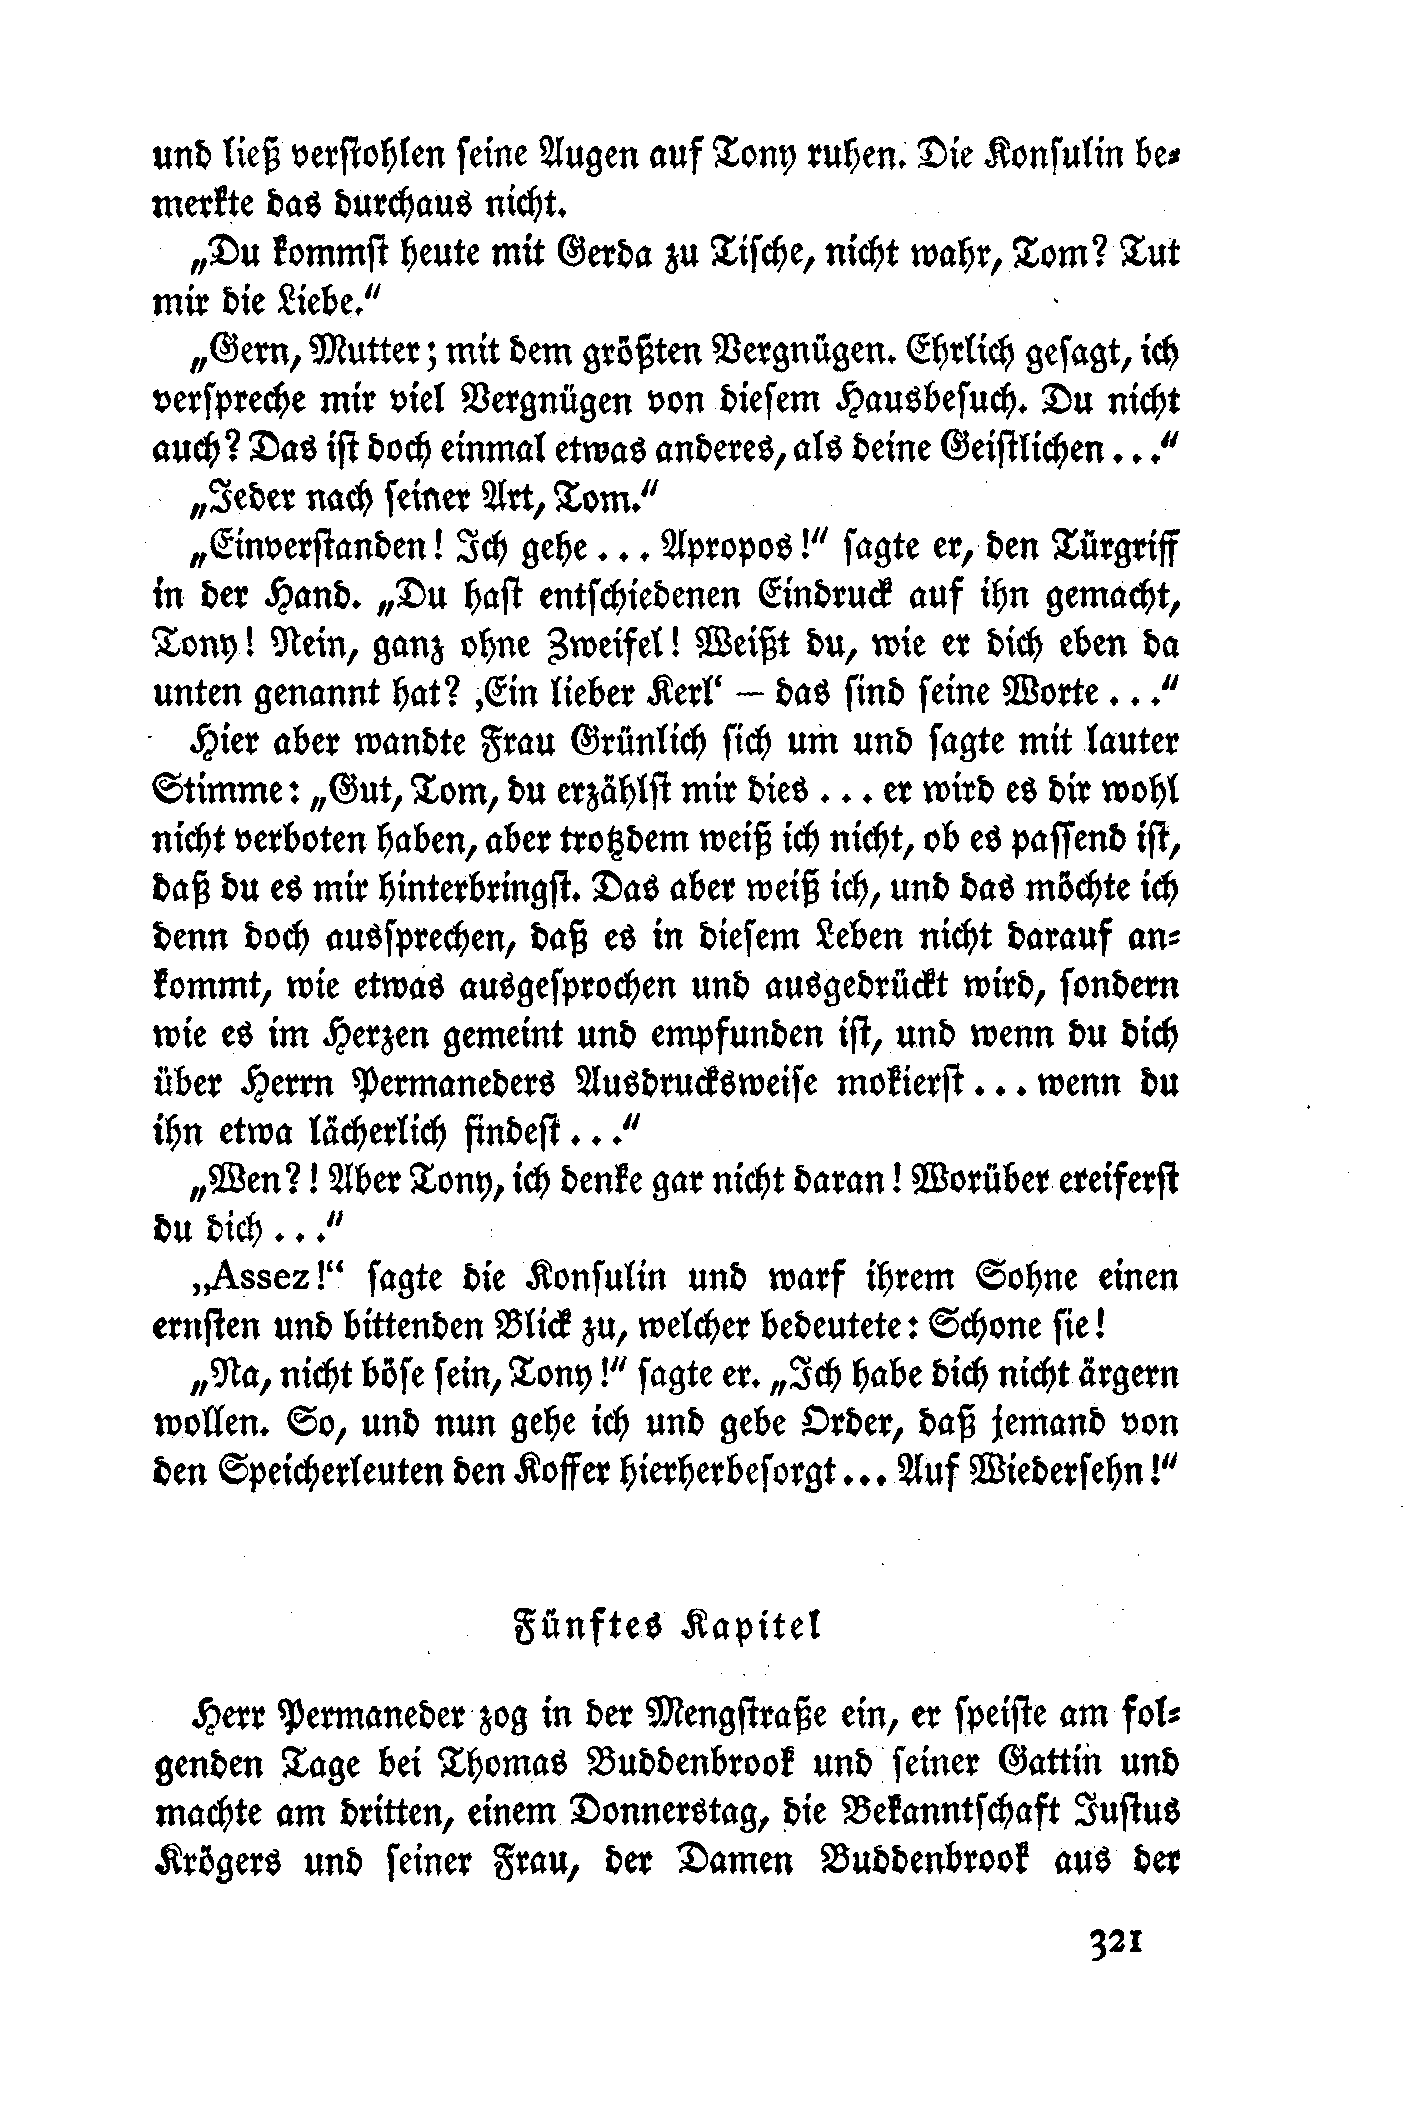 und ließ verstohlen seine Augen auf Tony ruhen. Die Konsulin be-
merkte das durchaus nicht.
„Du kommst heute mit Gerda zu Tische, nicht wahr, Tom? Tut
mir die Liebe.“
„Gern, Mutter; mit dem größten Vergnügen. Ehrlich gesagt, ich
verspreche mir viel Vergnügen von diesem Hausbesuch. Du nicht
auch? Das ist doch einmal etwas anderes, als deine Geistlichen . . .“
„Jeder nach seiner Art, Tom.“
„Einverstanden! Ich gehe . . . Apropos!“ sagte er, den Türgriff
in der Hand. „Du hast entschiedenen Eindruck auf ihn gemacht,
Tony! Nein, ganz ohne Zweifel! Weißt du, wie er dich eben da
unten genannt hat? ‚Ein lieber Kerl‘ — das sind seine Worte . . .“
Hier aber wandte Frau Grünlich sich um und sagte mit lauter
Stimme: „Gut, Tom, du erzählst mir dies . . . er wird es dir wohl
nicht verboten haben, aber trotzdem weiß ich nicht, ob es passend ist,
daß du es mir hinterbringst. Das aber weiß ich, und das möchte ich
denn doch aussprechen, daß es in diesem Leben nicht darauf an-
kommt, wie etwas ausgesprochen und ausgedrückt wird, sondern
wie es im Herzen gemeint und empfunden ist, und wenn du dich
über Herrn Permaneders Ausdrucksweise mokierst . . . wenn du
ihn etwa lächerlich findest . . .“
„Wen?! Aber Tony, ich denke gar nicht daran! Worüber ereiferst
du dich . . .“
„Assez!“ sagte die Konsulin und warf ihrem Sohne einen
ernsten und bittenden Blick zu, welcher bedeutete: Schone sie!
„Na, nicht böse sein, Tony!“ sagte er. „Ich habe dich nicht ärgern
wollen. So, und nun gehe ich und gebe Order, daß jemand von
den Speicherleuten den Koffer hierherbesorgt . . . Auf Wiedersehn!“
Fünftes Kapitel
Herr Permaneder zog in der Mengstraße ein, er speiste am fol-
genden Tage bei Thomas Buddenbrook und seiner Gattin und
machte am dritten, einem Donnerstag, die Bekanntschaft Justus
Krögers und seiner Frau, der Damen Buddenbrook aus der
321